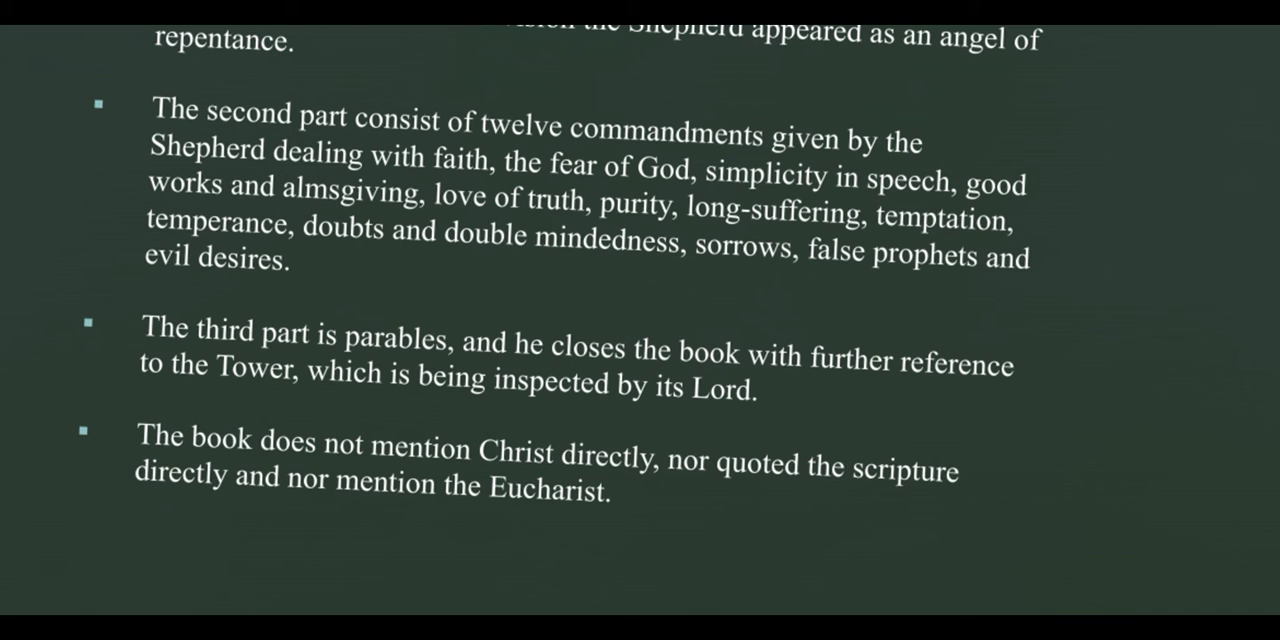 the Shepherd appeared as an angel of
repentance.
The second part consist of twelve commandments given by the
Shepherd dealing with faith, the fear of God, simplicity in speech, good
works and almsgiving, love of truth, purity, long-suffering, temptation,
temperance, doubts and double mindedness, sorrows, false prophets and
evil desires.
The third part is parables, and he closes the book with further reference
to the Tower, which is being inspected by its Lord.
The book does not mention Christ directly, nor quoted the scripture
directly and nor mention the Eucharist.